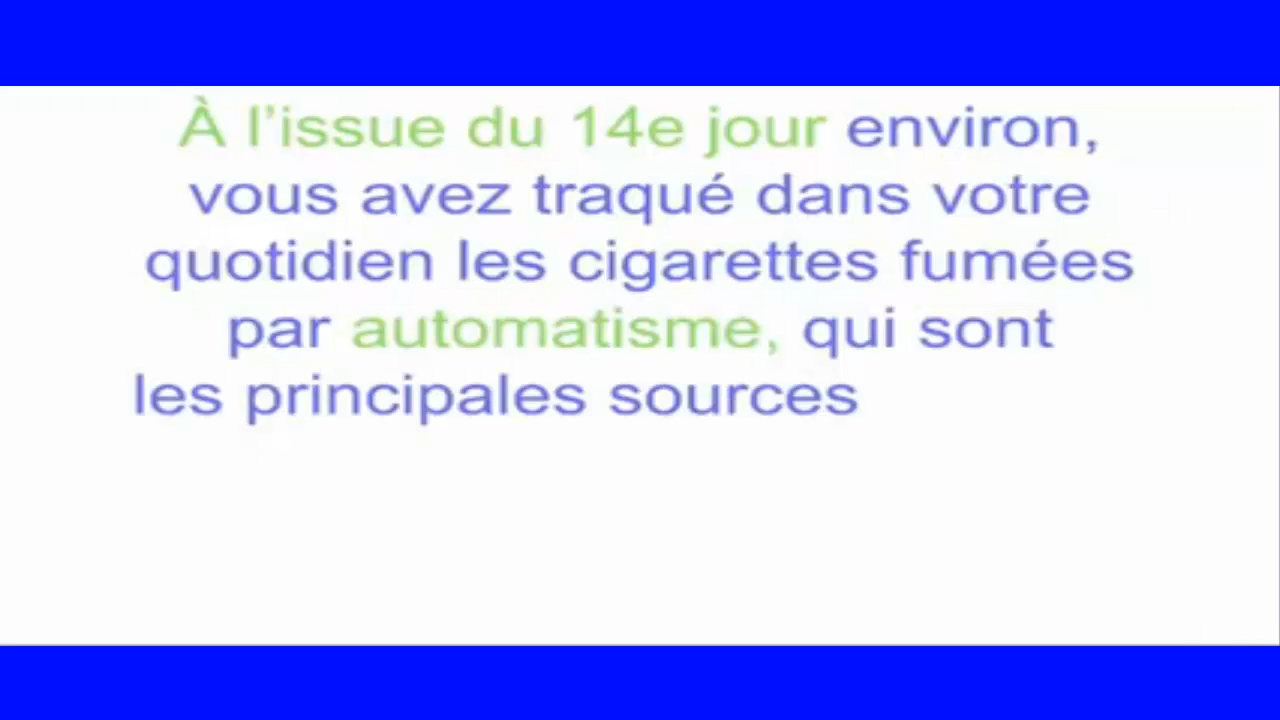 À l'issue du 14e jour environ,
vous avez traqué dans votre
quotidien les cigarettes fumées
par automatisme, qui sont
les principales sources